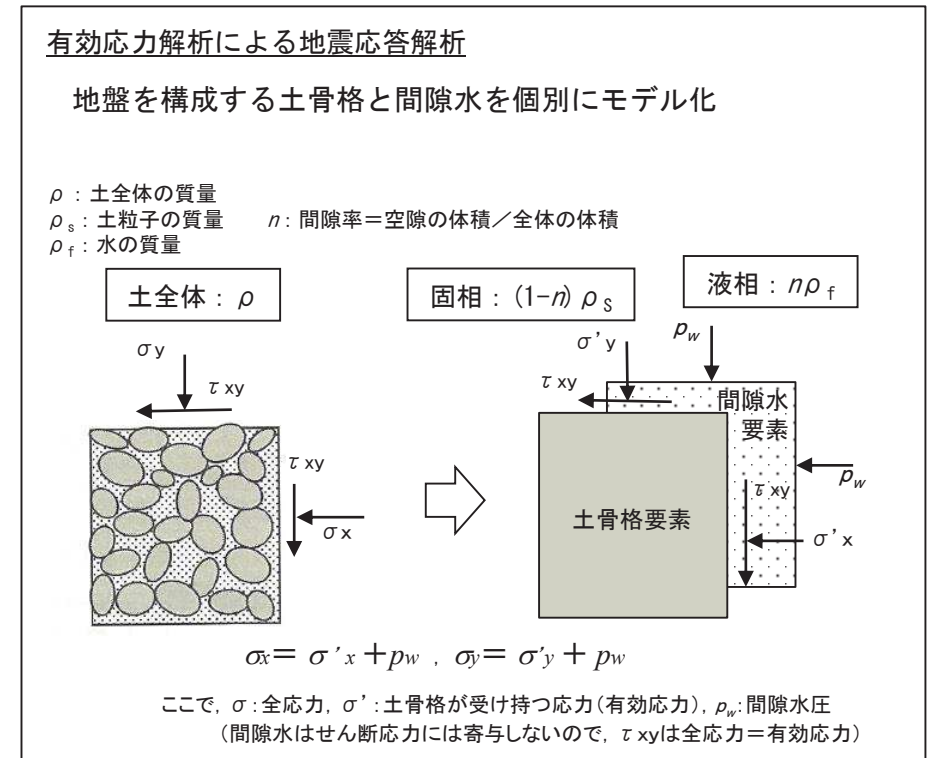 有効応力解析による地震応答解析
地盤を構成する土骨格と間隙水を個別にモデル化
ρ：土全体の質量
ρs：土粒子の質量　　n：間隙率＝空隙の体積／全体の体積
ρf：水の質量
土全体：ρ
固相：(1-n) ρs
液相：nρf
σy
τxy
τxy
σx
σ'y
pw
τxy
間隙水
要素
pw
τxy
σ'x
土骨格要素
σx= σ'x +pw , σy= σ'y + pw
ここで, σ:全応力, σ':土骨格が受け持つ応力(有効応力), pw:間隙水圧
(間隙水はせん断応力には寄与しないので, τxyは全応力＝有効応力)